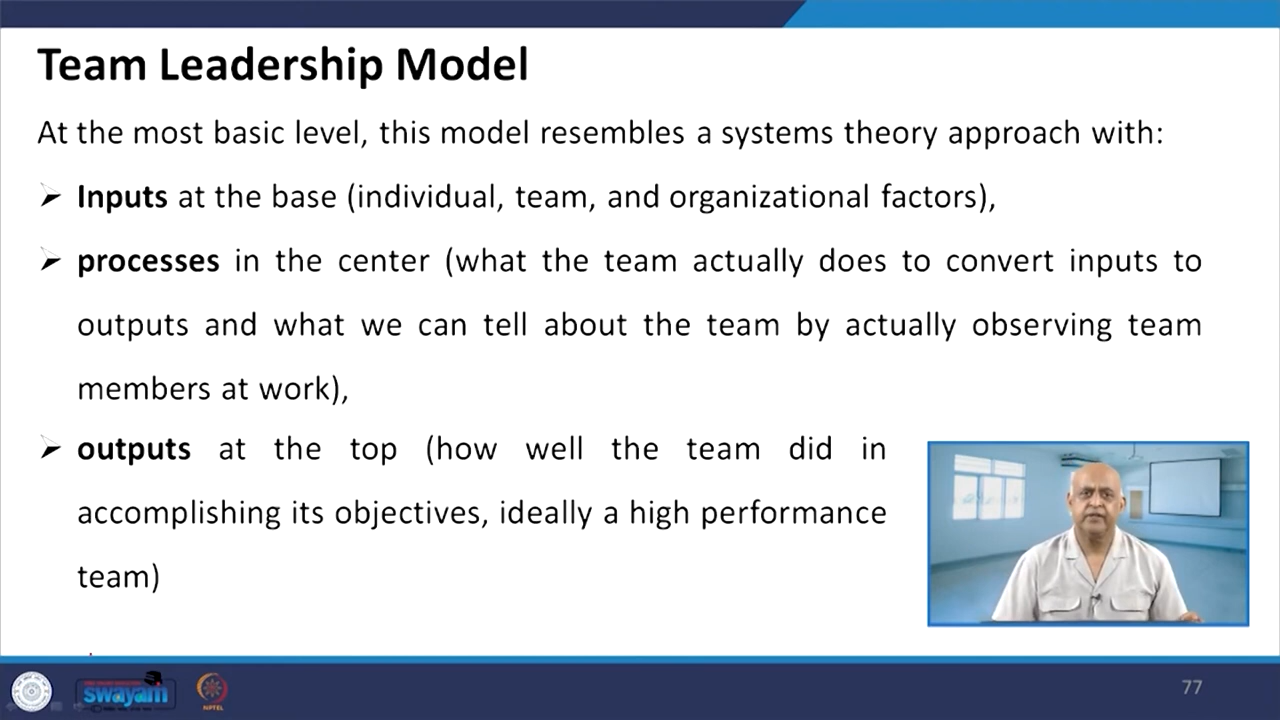 Team Leadership Model
At the most basic level, this model resembles a systems theory approach with:
➢ Inputs at the base (individual, team, and organizational factors),
➢ processes in the center (what the team actually does to convert inputs to
outputs and what we can tell about the team by actually observing team
members at work),
➢ outputs at the top (how well the team did in
accomplishing its objectives, ideally a high performance
team)
swayam
NPTEL
77